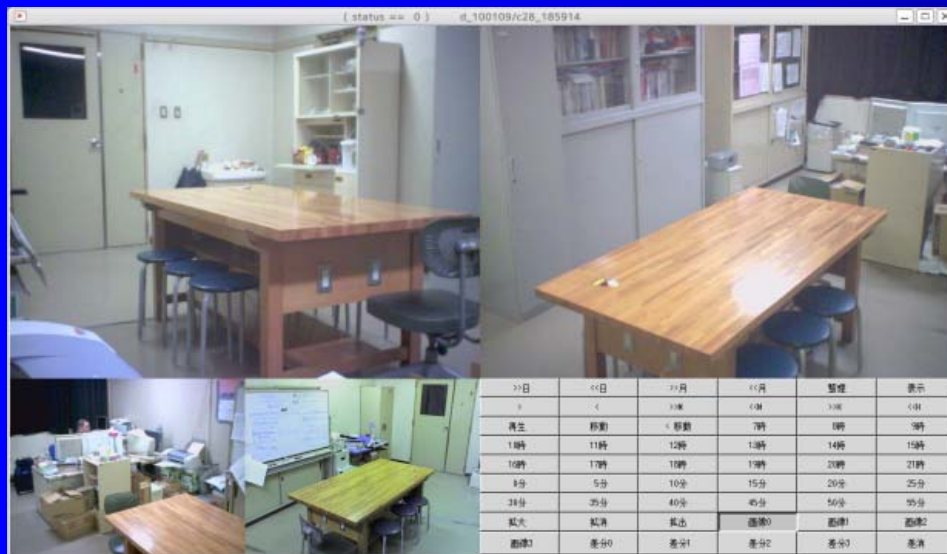 ( status == 0 ) d_100109/c28_185914
>>日 <<日 >>月 <<月 整理 表示
> < >>M <<M >>H <<H
再生 移動 < 移動 7時 8時 9時
10時 11時 12時 13時 14時 15時
16時 17時 18時 19時 20時 21時
0分 5分 10分 15分 20分 25分
30分 35分 40分 45分 50分 55分
拡大 拡消 拡出 画像0 画像1 画像2
画像3 差分0 差分1 差分2 差分3 差消